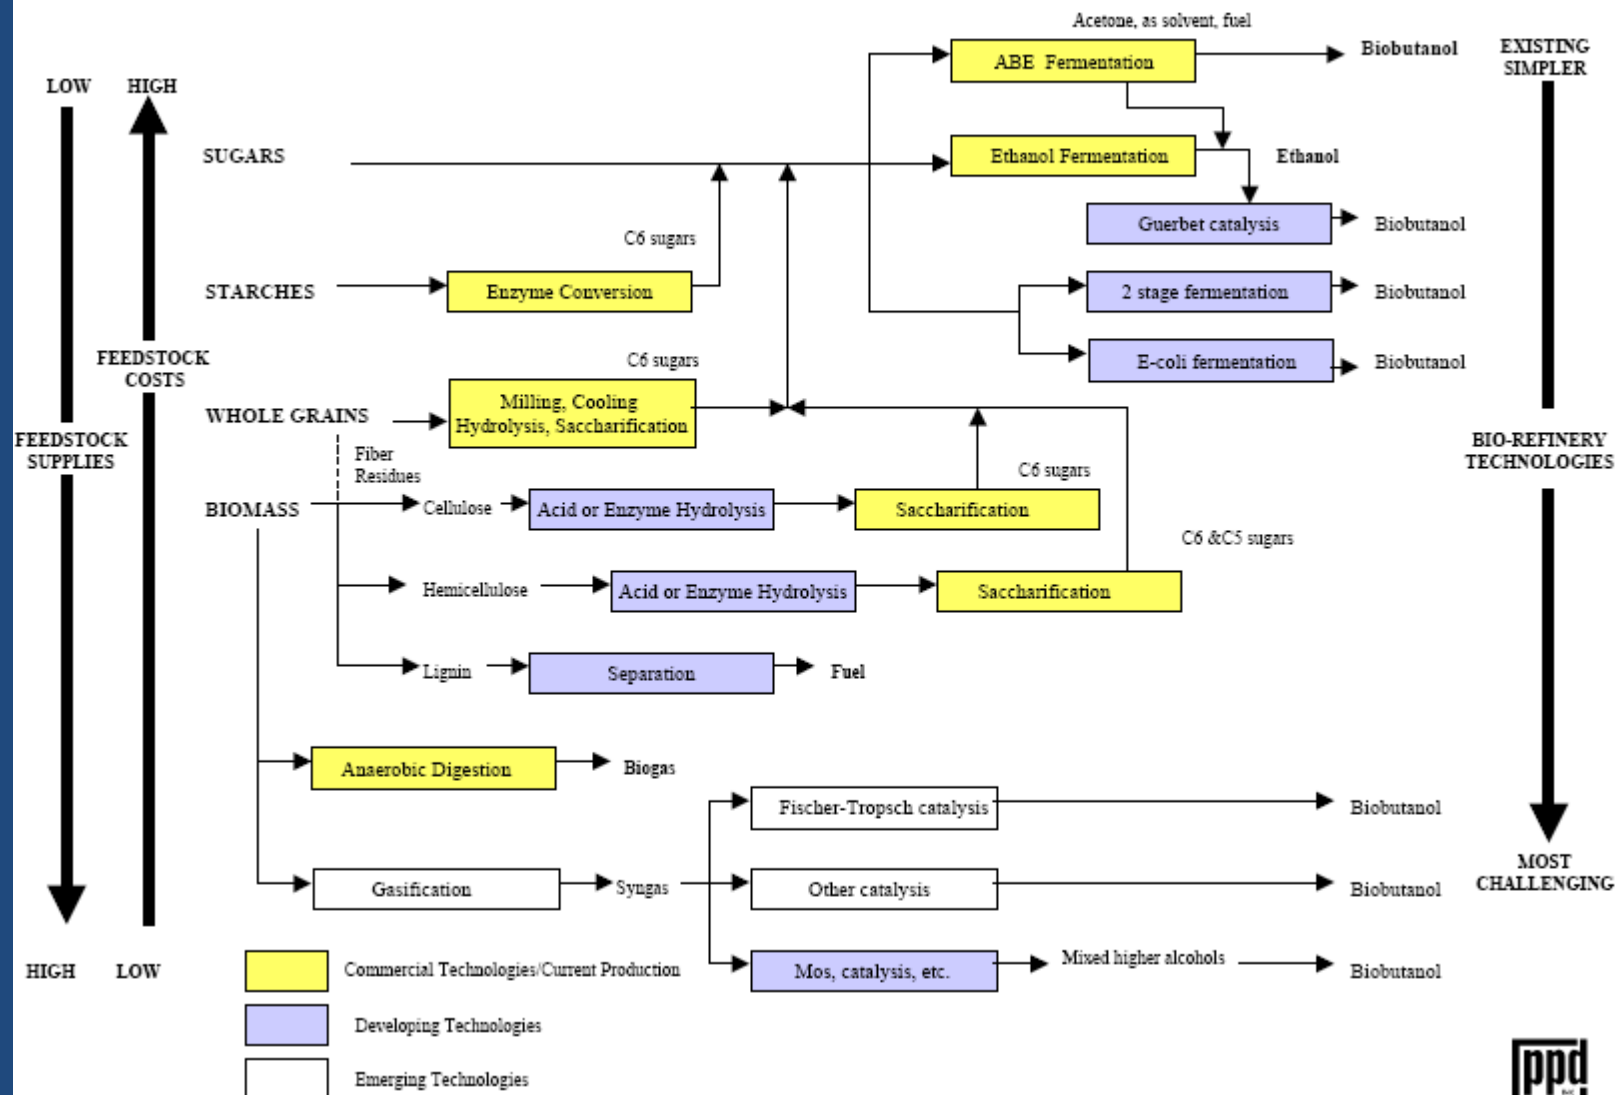 Acetone, as solvent, fuel
ABE Fermentation
Biobutanol
EXISTING
SIMPLER
LOW
HIGH
SUGARS
Ethanol Fermentation
Ethanol
Guerbet catalysis
Biobutanol
C6 sugars
STARCHES
Enzyme Conversion
2 stage fermentation
Biobutanol
FEEDSTOCK
COSTS
C6 sugars
E-coli fermentation
Biobutanol
WHOLE GRAINS
Milling, Cooling
Hydrolysis, Saccharification
FEEDSTOCK
SUPPLIES
BIO-REFINERY
TECHNOLOGIES
Fiber
Residues
C6 sugars
BIOMASS
Cellulose
Acid or Enzyme Hydrolysis
Saccharification
C6 &C5 sugars
Hemicellulose
Acid or Enzyme Hydrolysis
Saccharification
Lignin
Separation
Fuel
Anaerobic Digestion
Biogas
Fischer-Tropsch catalysis
Biobutanol
MOST
CHALLENGING
Gasification
Syngas
Other catalysis
Biobutanol
HIGH
LOW
Mos, catalysis, etc.
Mixed higher alcohols
Biobutanol
Commercial Technologies/Current Production
Developing Technologies
Emerging Technologies
ppd